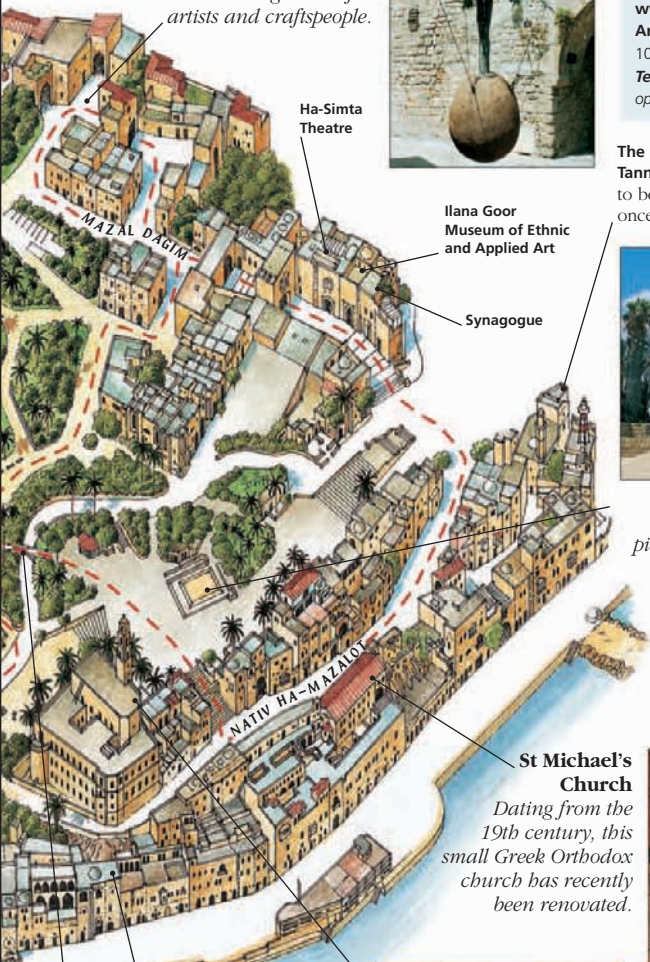 artists and craftspeople.
Ha-Simta
Theatre
Ilana Goor
Museum of Ethnic
and Applied Art
Synagogue
The
to be
once
MAZAL DAGIM
NATIV HA-MAZALOT
St Michael's
Church
Dating from the
19th century, this
small Greek Orthodox
church has recently
been renovated.